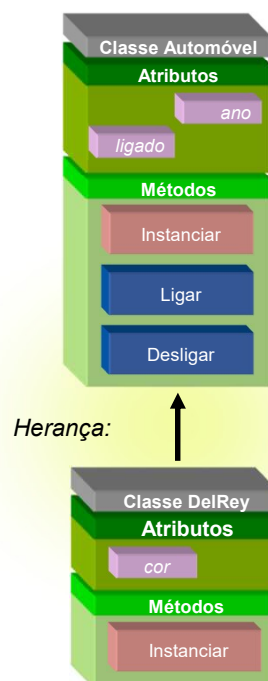 Classe Automóvel
Atributos
ano
ligado
Métodos
Instanciar
Ligar
Desligar
Herança:
Classe DelRey
Atributos
cor
Métodos
Instanciar